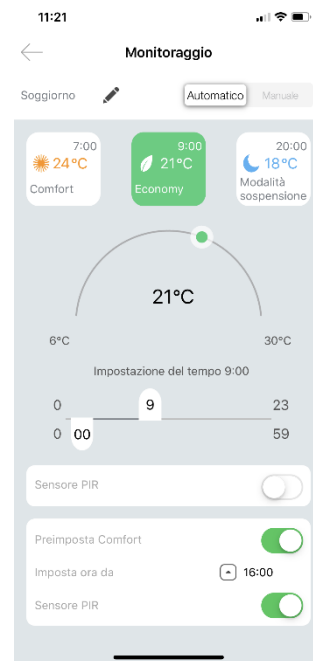 11:21
Monitoraggio
Soggiorno
Automatico Manuale
7:00
24°C
Comfort
9:00
21°C
Economy
20:00
18°C
Modalità
sospensione
21°C
6°C 30°C
Impostazione del tempo 9:00
0 9 23
0 00 59
Sensore PIR
Preimposta Comfort
Imposta ora da 16:00
Sensore PIR